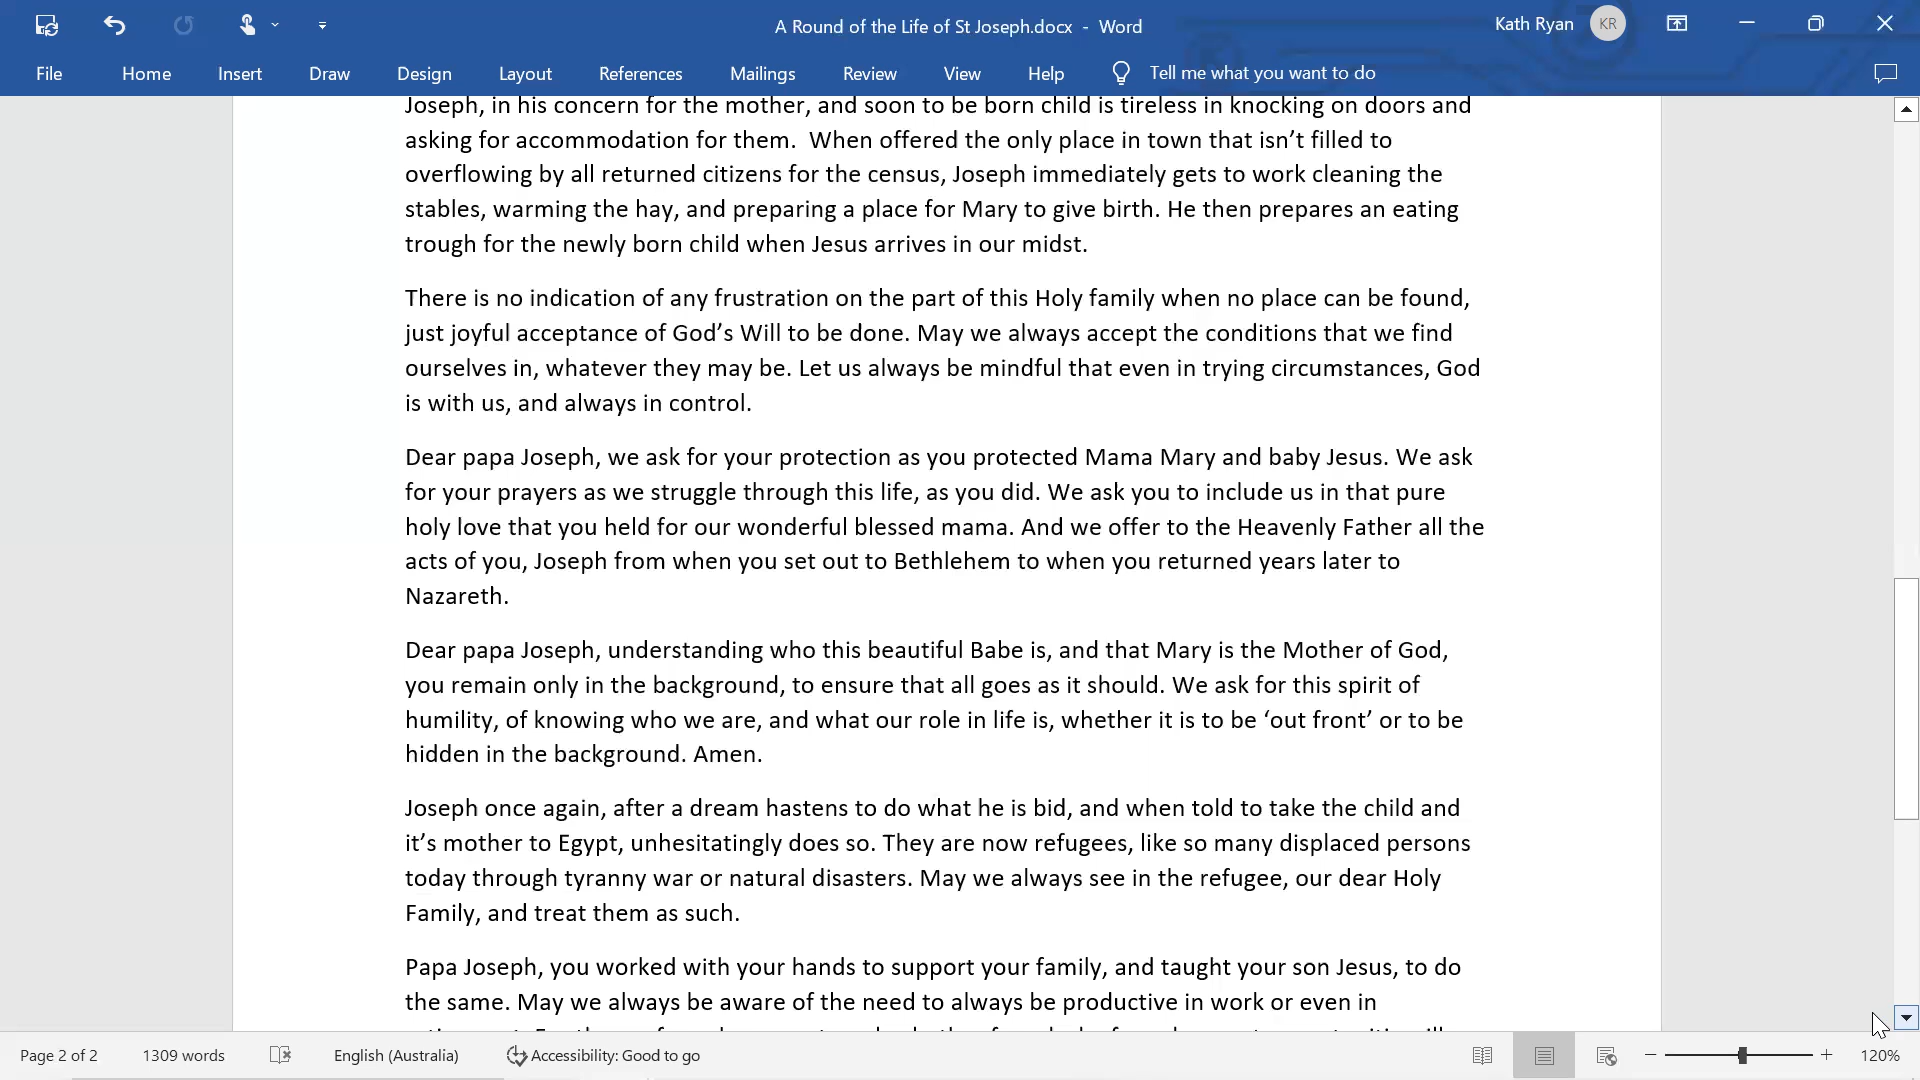 A Round of the Life of St Joseph.docx - Word
Kath Ryan KR
File Home Insert Draw Design Layout References Mailings Review View Help Tell me what you want to do
Joseph, in his concern for the mother, and soon to be born child is tireless in knocking on doors and
asking for accommodation for them. When offered the only place in town that isn’t filled to
overflowing by all returned citizens for the census, Joseph immediately gets to work cleaning the
stables, warming the hay, and preparing a place for Mary to give birth. He then prepares an eating
trough for the newly born child when Jesus arrives in our midst.
There is no indication of any frustration on the part of this Holy family when no place can be found,
just joyful acceptance of God’s Will to be done. May we always accept the conditions that we find
ourselves in, whatever they may be. Let us always be mindful that even in trying circumstances, God
is with us, and always in control.
Dear papa Joseph, we ask for your protection as you protected Mama Mary and baby Jesus. We ask
for your prayers as we struggle through this life, as you did. We ask you to include us in that pure
holy love that you held for our wonderful blessed mama. And we offer to the Heavenly Father all the
acts of you, Joseph from when you set out to Bethlehem to when you returned years later to
Nazareth.
Dear papa Joseph, understanding who this beautiful Babe is, and that Mary is the Mother of God,
you remain only in the background, to ensure that all goes as it should. We ask for this spirit of
humility, of knowing who we are, and what our role in life is, whether it is to be ‘out front’ or to be
hidden in the background. Amen.
Joseph once again, after a dream hastens to do what he is bid, and when told to take the child and
it’s mother to Egypt, unhesitatingly does so. They are now refugees, like so many displaced persons
today through tyranny war or natural disasters. May we always see in the refugee, our dear Holy
Family, and treat them as such.
Papa Joseph, you worked with your hands to support your family, and taught your son Jesus, to do
the same. May we always be aware of the need to always be productive in work or even in
Page 2 of 2 1309 words English (Australia) Accessibility: Good to go 120%